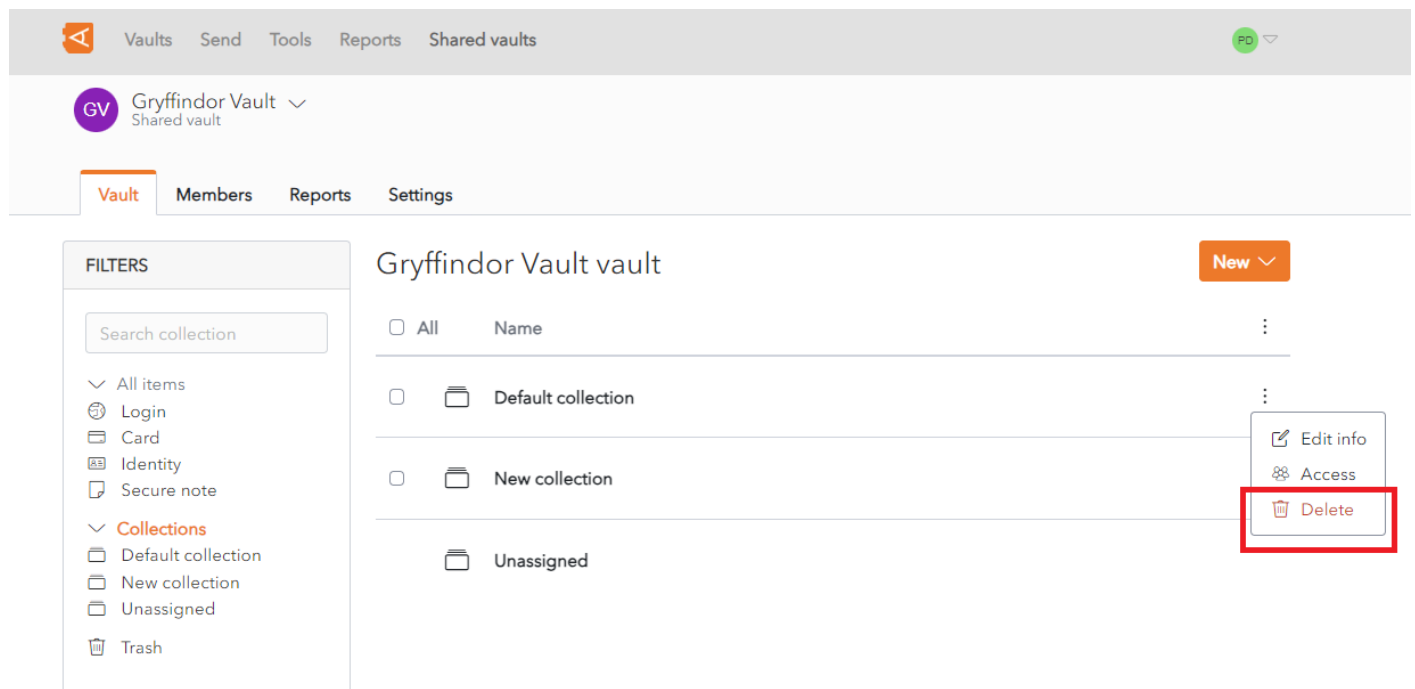 Vaults Send Tools Reports Shared vaults PD
GV Gryffindor Vault
Shared vault
Vault Members Reports Settings
FILTERS
Search collection
All items
Login
Card
Identity
Secure note
Collections
Default collection
New collection
Unassigned
Trash
Gryffindor Vault vault New
All Name
Default collection
Edit info
Access
Delete
New collection
Unassigned